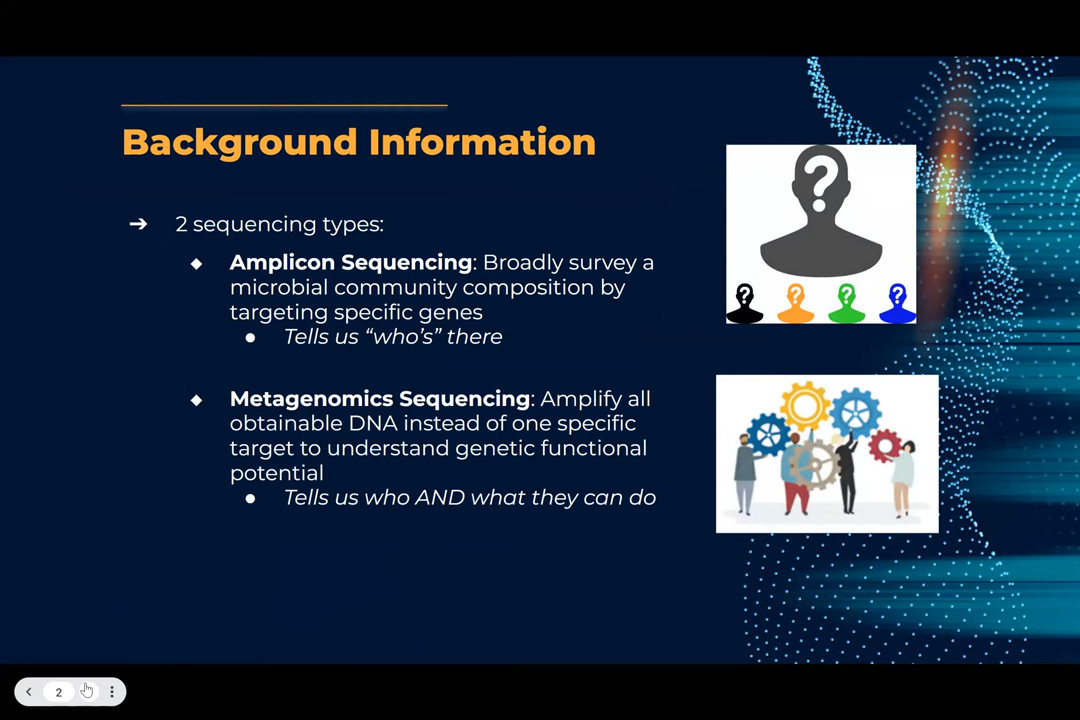 Background Information
➔ 2 sequencing types:
◆ Amplicon Sequencing: Broadly survey a
microbial community composition by
targeting specific genes
● Tells us “who’s” there
◆ Metagenomics Sequencing: Amplify all
obtainable DNA instead of one specific
target to understand genetic functional
potential
● Tells us who AND what they can do
?
? ? ? ?
2